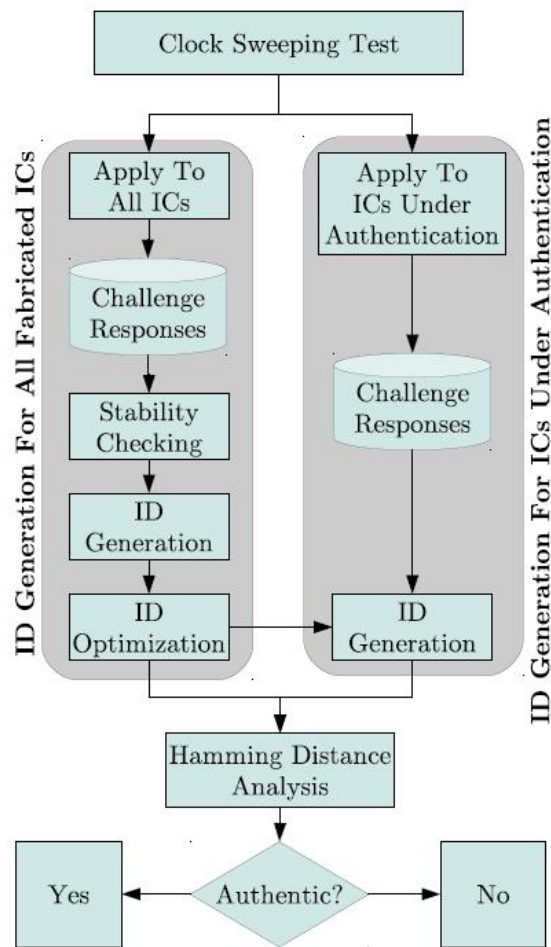 Clock Sweeping Test
ID Generation For All Fabricated ICs
Apply To
All ICs
Challenge
Responses
Stability
Checking
ID
Generation
ID
Optimization
Apply To
ICs Under
Authentication
Challenge
Responses
ID
Generation
ID Generation For ICs Under Authentication
Hamming Distance
Analysis
Authentic?
Yes
No